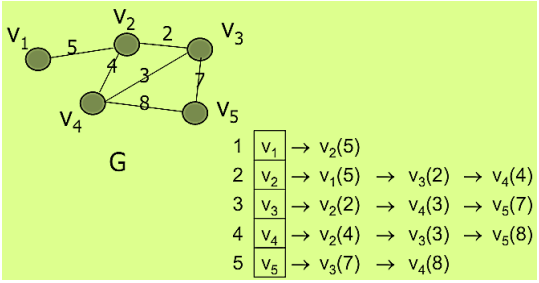 v2
v1
5
2
v3
4
3
7
8
v4
v5
G
1 v1 → v2(5)
2 v2 → v1(5) → v3(2) → v4(4)
3 v3 → v2(2) → v4(3) → v5(7)
4 v4 → v2(4) → v3(3) → v5(8)
5 v5 → v3(7) → v4(8)